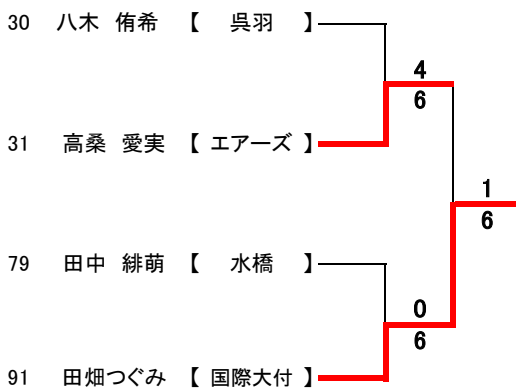 30 八木 侑希 【 呉羽 】
4
6
31 高桑 愛実 【 エアーズ 】
1
6
79 田中 緋萌 【 水橋 】
0
6
91 田畑つぐみ 【 国際大付 】